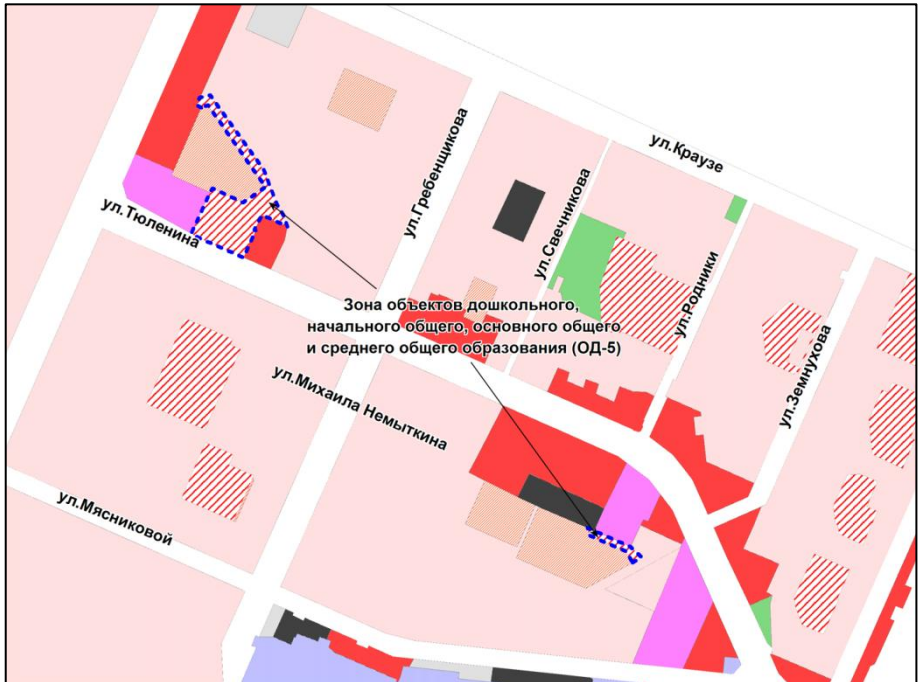 ул.Краузе
ул.Гребенщикова
ул.Свечникова
ул.Тюленина
ул.Родники
Зона объектов дошкольного,
начального общего, основного общего
и среднего общего образования (ОД-5)
ул.Земнухова
ул.Михаила Немыткина
ул.Мясниковой